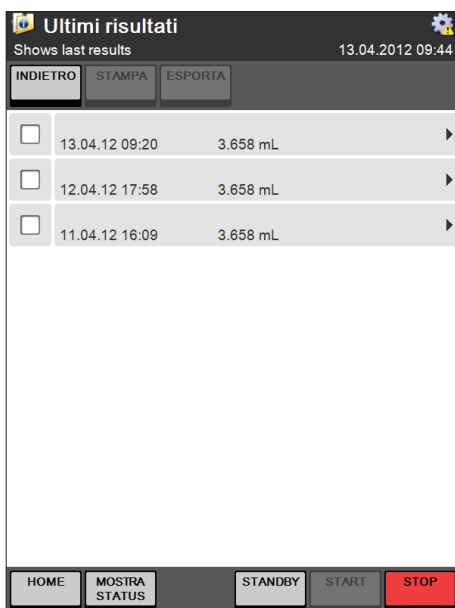 Ultimi risultati
Shows last results 13.04.2012 09:44
INDIETRO STAMPA ESPORTA
13.04.12 09:20 3.658 mL
12.04.12 17:58 3.658 mL
11.04.12 16:09 3.658 mL
HOME MOSTRA STATUS STANDBY START STOP